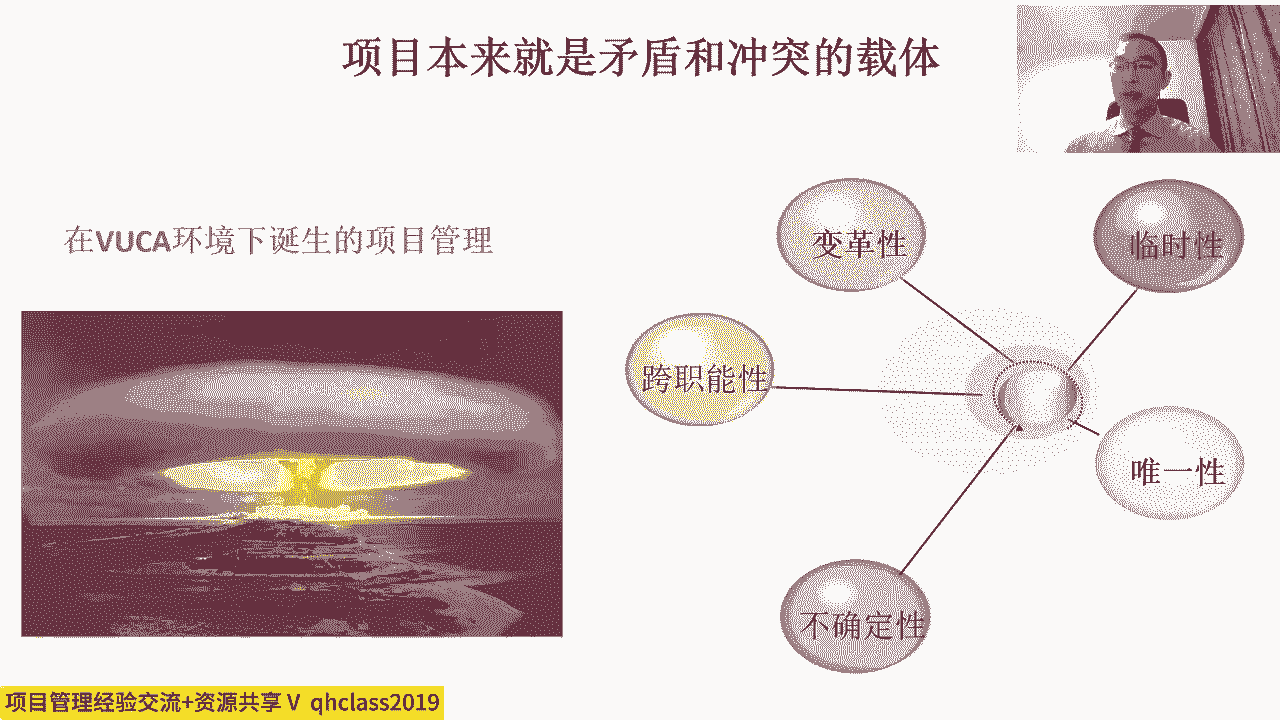 项目本来就是矛盾和冲突的载体
在VUCA环境下诞生的项目管理
变革性
临时性
跨职能性
唯一性
不确定性
项目管理经验交流+资源共享 V qhclass2019